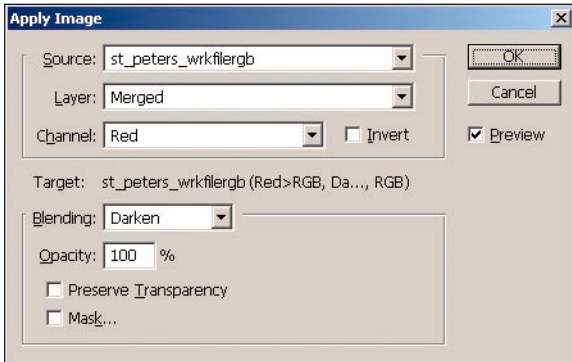 Apply Image
Source: st_peters_wrkfilergb
OK
Layer: Merged
Cancel
Channel: Red
Invert
Preview
Target: st_peters_wrkfilergb (Red>RGB, Da..., RGB)
Blending: Darken
Opacity: 100 %
Preserve Transparency
Mask...